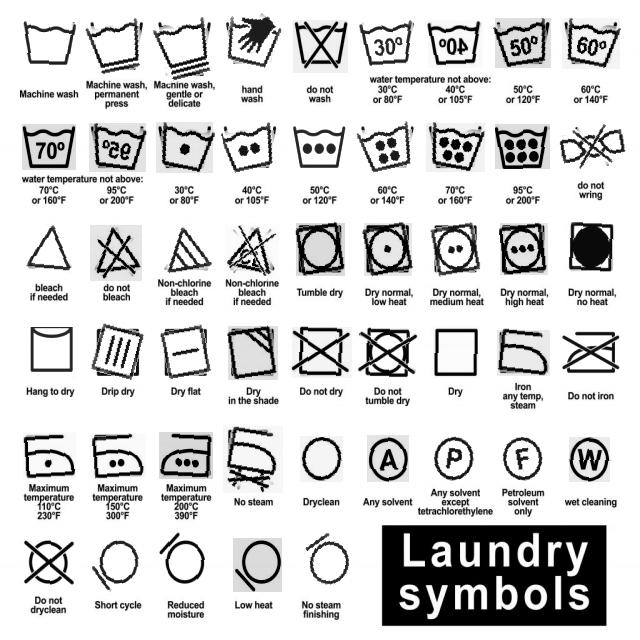 30º
40º
50º
60º
Machine wash
Machine wash,
permanent
press
Machine wash,
gentle or
delicate
hand
wash
do not
wash
water temperature not above:
30°C
or 80°F
40°C
or 105°F
50°C
or 120°F
60°C
or 140°F
70º
95º
water temperature not above:
70°C
or 160°F
95°C
or 200°F
30°C
or 80°F
40°C
or 105°F
50°C
or 120°F
60°C
or 140°F
70°C
or 160°F
95°C
or 200°F
do not
wring
bleach
if needed
do not
bleach
Non-chlorine
bleach
if needed
Non-chlorine
bleach
if needed
Tumble dry
Dry normal,
low heat
Dry normal,
medium heat
Dry normal,
high heat
Dry normal,
no heat
Hang to dry
Drip dry
Dry flat
Dry
in the shade
Do not dry
Do not
tumble dry
Dry
Iron
any temp,
steam
Do not iron
A
P
F
W
Maximum
temperature
110°C
230°F
Maximum
temperature
150°C
300°F
Maximum
temperature
200°C
390°F
No steam
Dryclean
Any solvent
Any solvent
except
tetrachlorethylene
Petroleum
solvent
only
wet cleaning
Do not
dryclean
Short cycle
Reduced
moisture
Low heat
No steam
finishing
Laundry
symbols